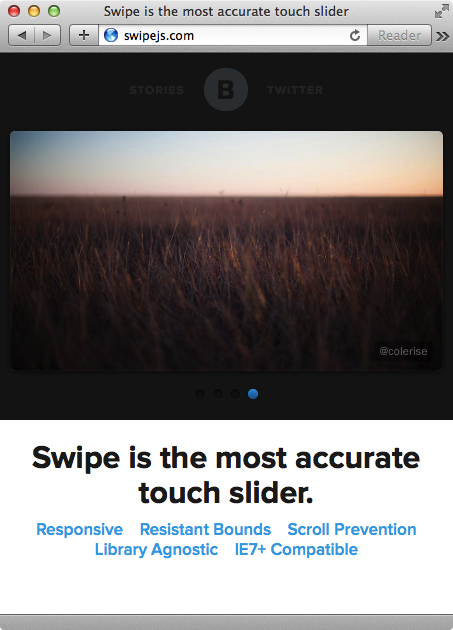 Swipe is the most accurate touch slider
swipejs.com
Reader
STORIES B TWITTER
@colerise
Swipe is the most accurate
touch slider.
Responsive Resistant Bounds Scroll Prevention
Library Agnostic IE7+ Compatible